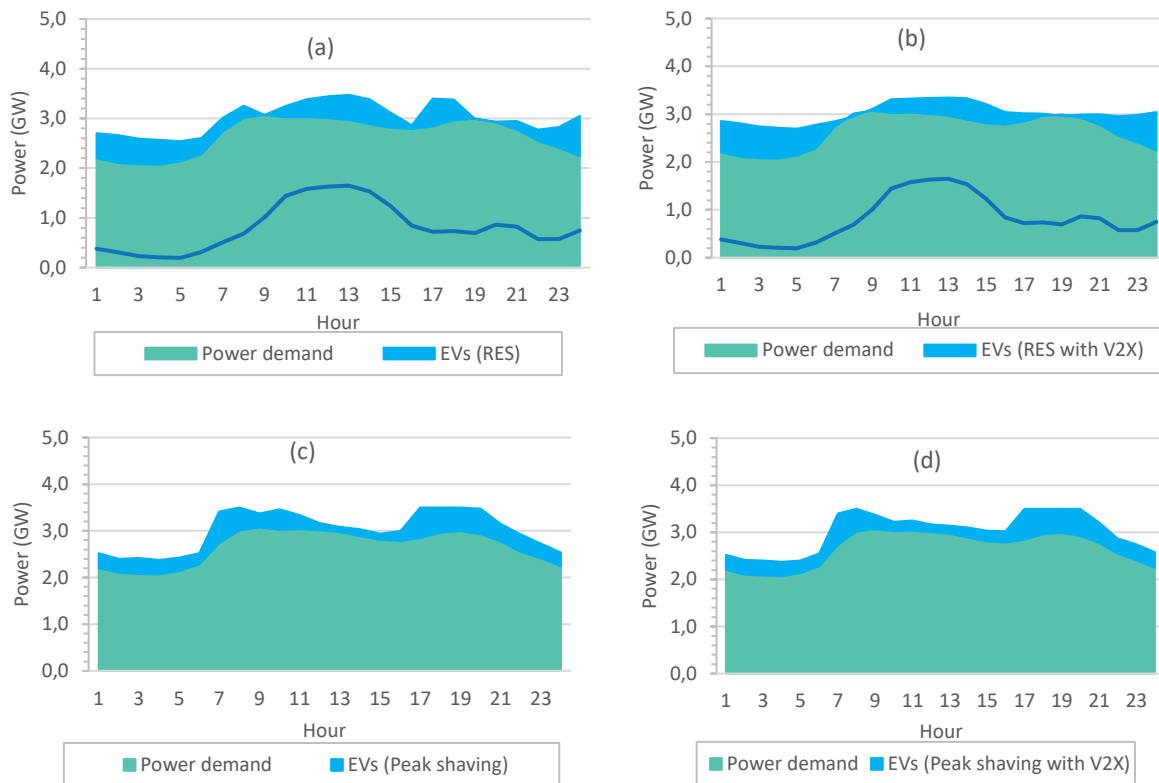 (a)
Power (GW)
5,0
4,0
3,0
2,0
1,0
0,0
1 3 5 7 9 11 13 15 17 19 21 23
Hour
Power demand EVs (RES)
(b)
Power (GW)
5,0
4,0
3,0
2,0
1,0
0,0
1 3 5 7 9 11 13 15 17 19 21 23
Hour
Power demand EVs (RES with V2X)
(c)
Power (GW)
5,0
4,0
3,0
2,0
1,0
0,0
1 3 5 7 9 11 13 15 17 19 21 23
Hour
Power demand EVs (Peak shaving)
(d)
Power (GW)
5,0
4,0
3,0
2,0
1,0
0,0
1 3 5 7 9 11 13 15 17 19 21 23
Hour
Power demand EVs (Peak shaving with V2X)